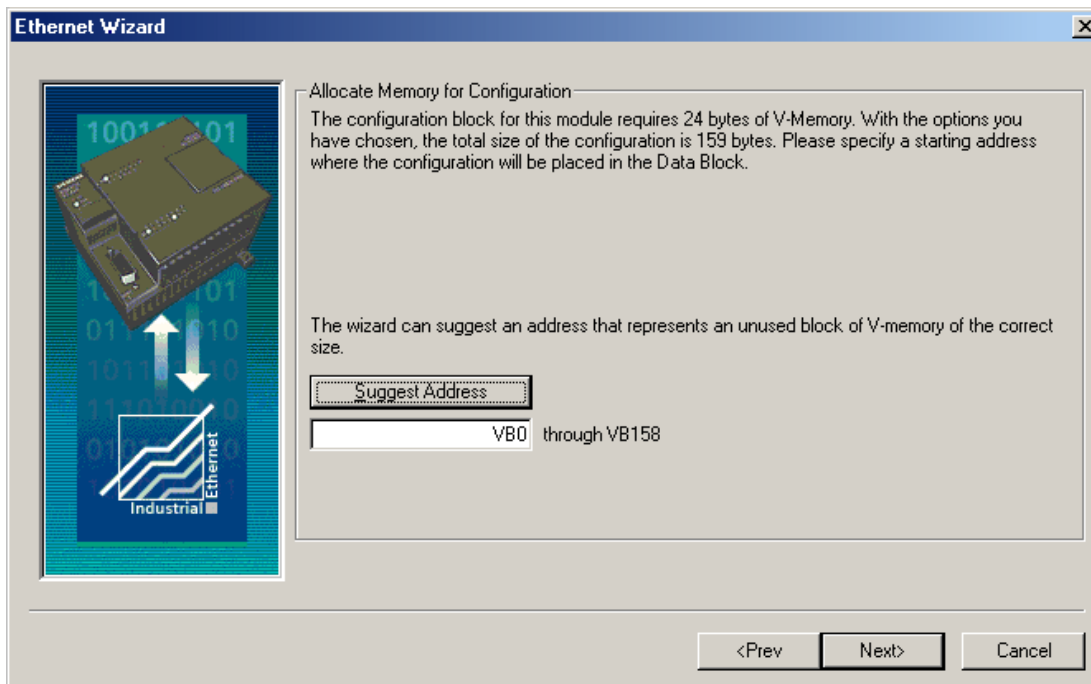 Ethernet Wizard
Allocate Memory for Configuration
The configuration block for this module requires 24 bytes of V-Memory. With the options you
have chosen, the total size of the configuration is 159 bytes. Please specify a starting address
where the configuration will be placed in the Data Block.
The wizard can suggest an address that represents an unused block of V-memory of the correct
size.
Suggest Address
VB0 through VB158
Industrial
Ethernet
<Prev
Next>
Cancel